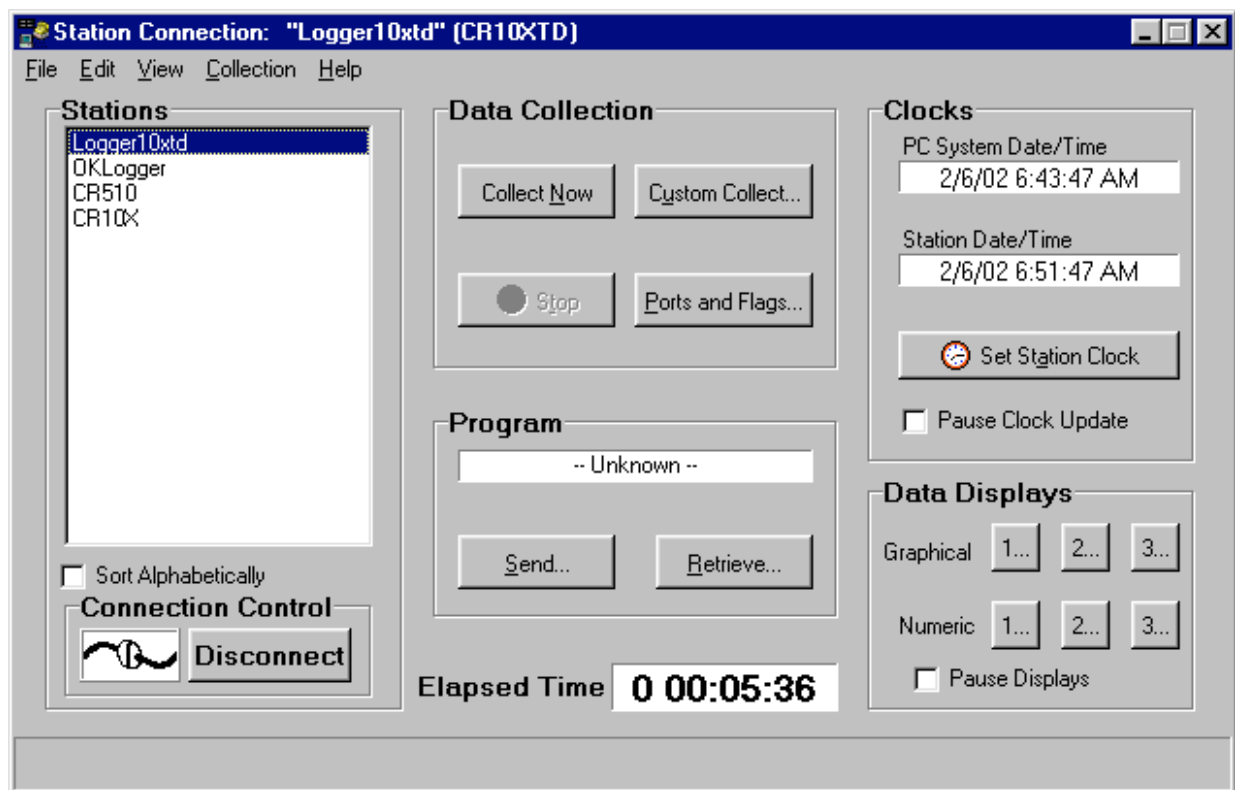 Station Connection: "Logger10xtd" (CR10XTD)
File Edit View Collection Help
Stations
Logger10xtd
OKLogger
CR510
CR10X
Sort Alphabetically
Connection Control
Disconnect
Data Collection
Collect Now
Custom Collect...
Stop
Ports and Flags...
Program
-- Unknown --
Send...
Retrieve...
Elapsed Time 0 00:05:36
Clocks
PC System Date/Time
2/6/02 6:43:47 AM
Station Date/Time
2/6/02 6:51:47 AM
Set Station Clock
Pause Clock Update
Data Displays
Graphical 1... 2... 3...
Numeric 1... 2... 3...
Pause Displays